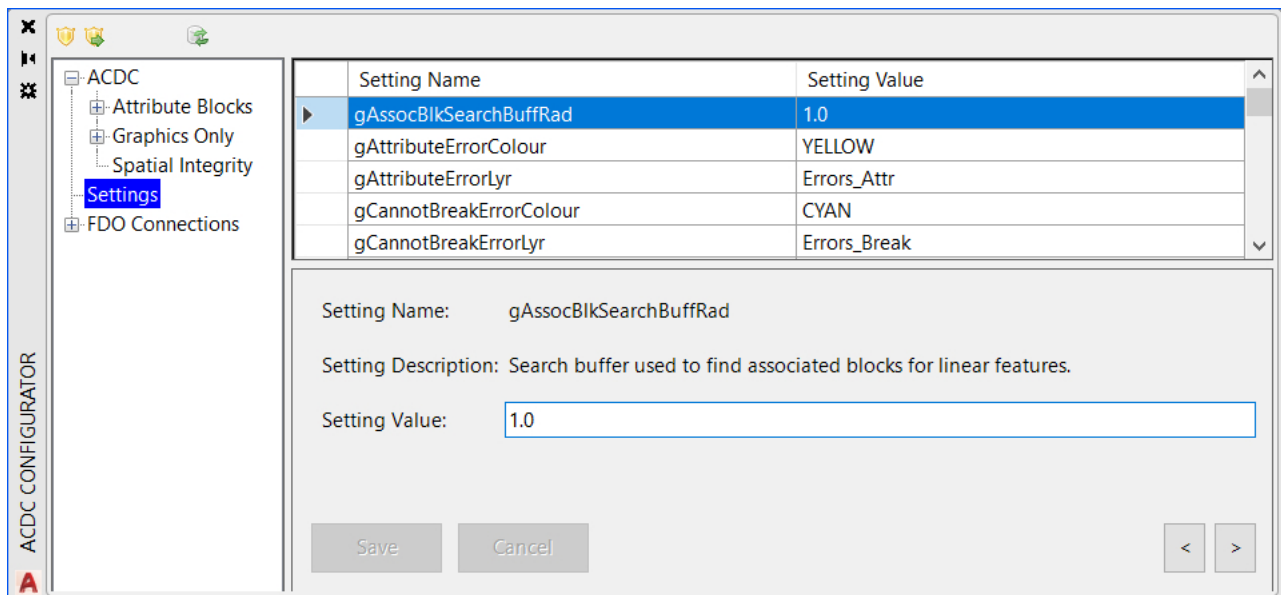 ACDC
Attribute Blocks
Graphics Only
Spatial Integrity
Settings
FDO Connections
Setting Name Setting Value
gAssocBlkSearchBuffRad 1.0
gAttributeErrorColour YELLOW
gAttributeErrorLyr Errors_Attr
gCannotBreakErrorColour CYAN
gCannotBreakErrorLyr Errors_Break
Setting Name: gAssocBlkSearchBuffRad
Setting Description: Search buffer used to find associated blocks for linear features.
Setting Value: 1.0
Save Cancel < >
ACDC CONFIGURATOR
A